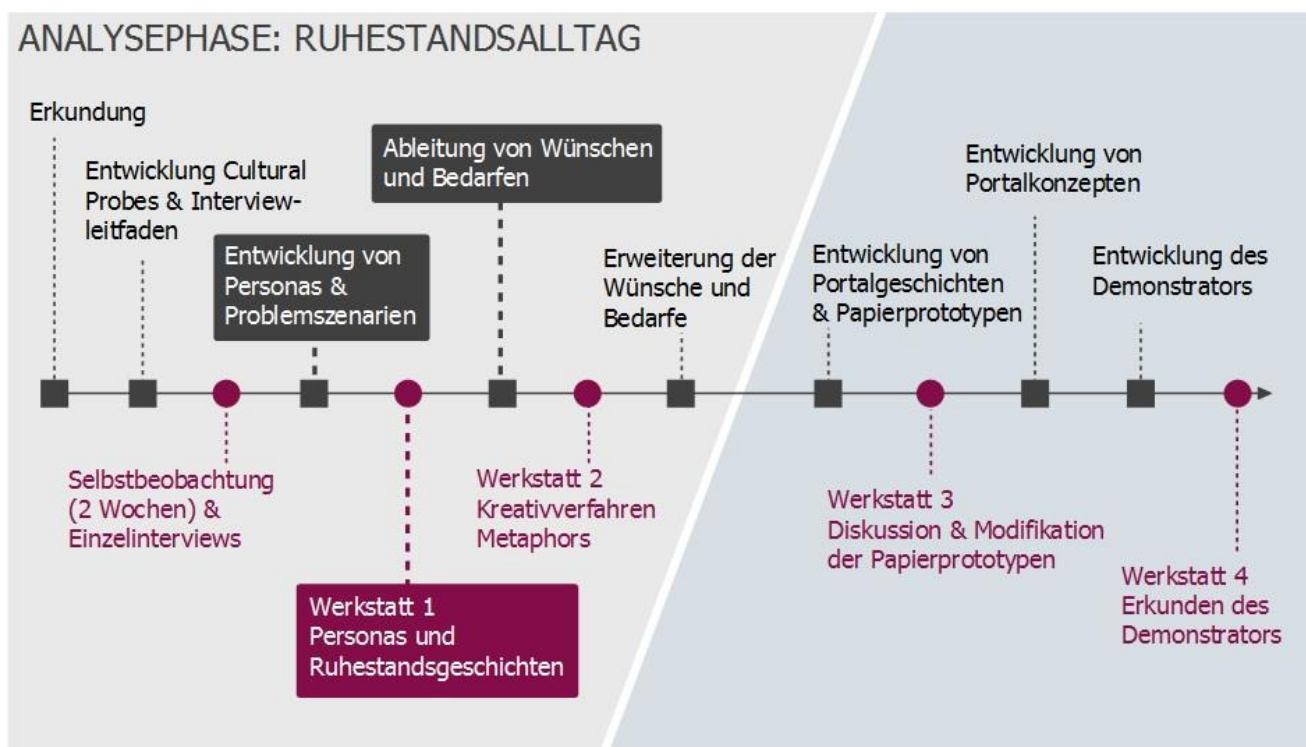 ANALYSEPHASE: RUHESTANDSALLTAG
Erkundung
Entwicklung Cultural
Probes & Interview-
leitfaden
Selbstbeobachtung
(2 Wochen) &
Einzelinterviews
Entwicklung von
Personas &
Problemszenarien
Werkstatt 1
Personas und
Ruhestandsgeschichten
Ableitung von Wünschen
und Bedarfen
Werkstatt 2
Kreativverfahren
Metaphors
Erweiterung der
Wünsche und
Bedarfe
Entwicklung von
Portalgeschichten
& Papierprototypen
Werkstatt 3
Diskussion & Modifikation
der Papierprototypen
Entwicklung von
Portalkonzepten
Entwicklung des
Demonstrators
Werkstatt 4
Erkunden des
Demonstrators